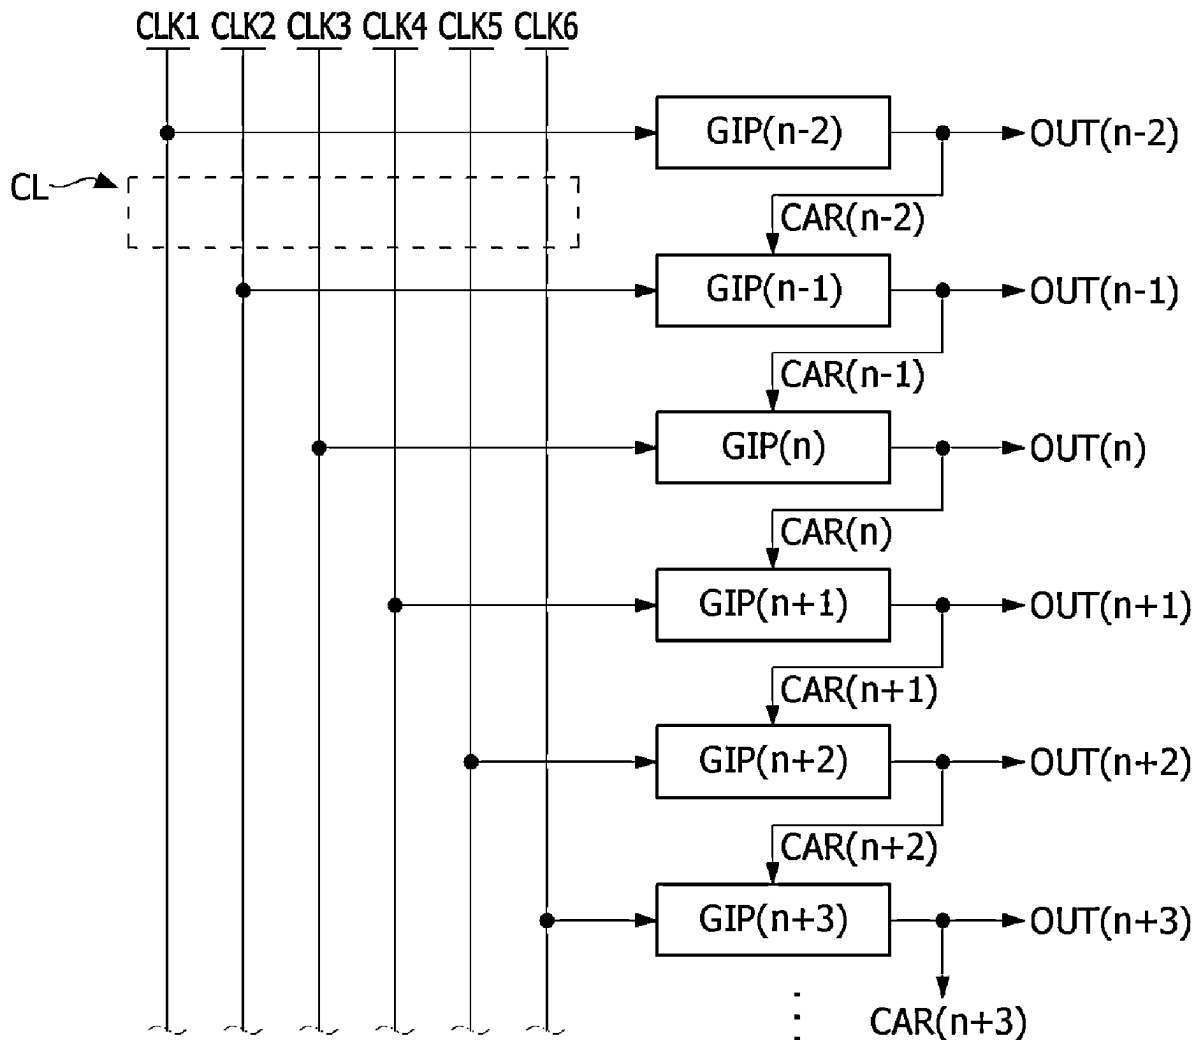 CLK1 CLK2 CLK3 CLK4 CLK5 CLK6
GIP(n-2) OUT(n-2)
CL
CAR(n-2)
GIP(n-1) OUT(n-1)
CAR(n-1)
GIP(n) OUT(n)
CAR(n)
GIP(n+1) OUT(n+1)
CAR(n+1)
GIP(n+2) OUT(n+2)
CAR(n+2)
GIP(n+3) OUT(n+3)
CAR(n+3)